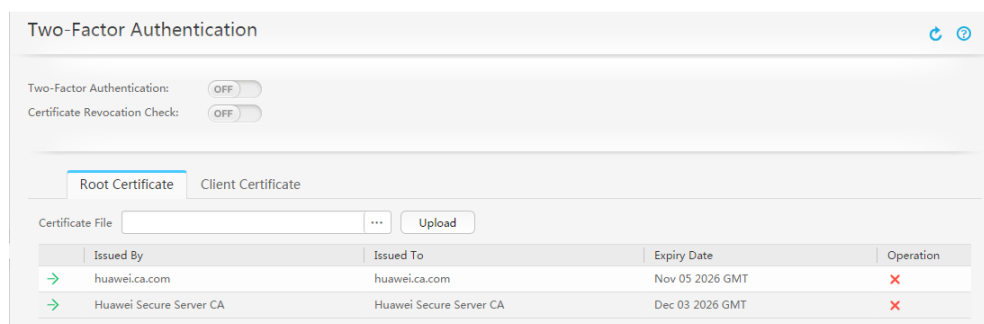 Two-Factor Authentication
Two-Factor Authentication: OFF
Certificate Revocation Check: OFF
Root Certificate Client Certificate
Certificate File ... Upload
Issued By Issued To Expiry Date Operation
huawei.ca.com huawei.ca.com Nov 05 2026 GMT
Huawei Secure Server CA Huawei Secure Server CA Dec 03 2026 GMT